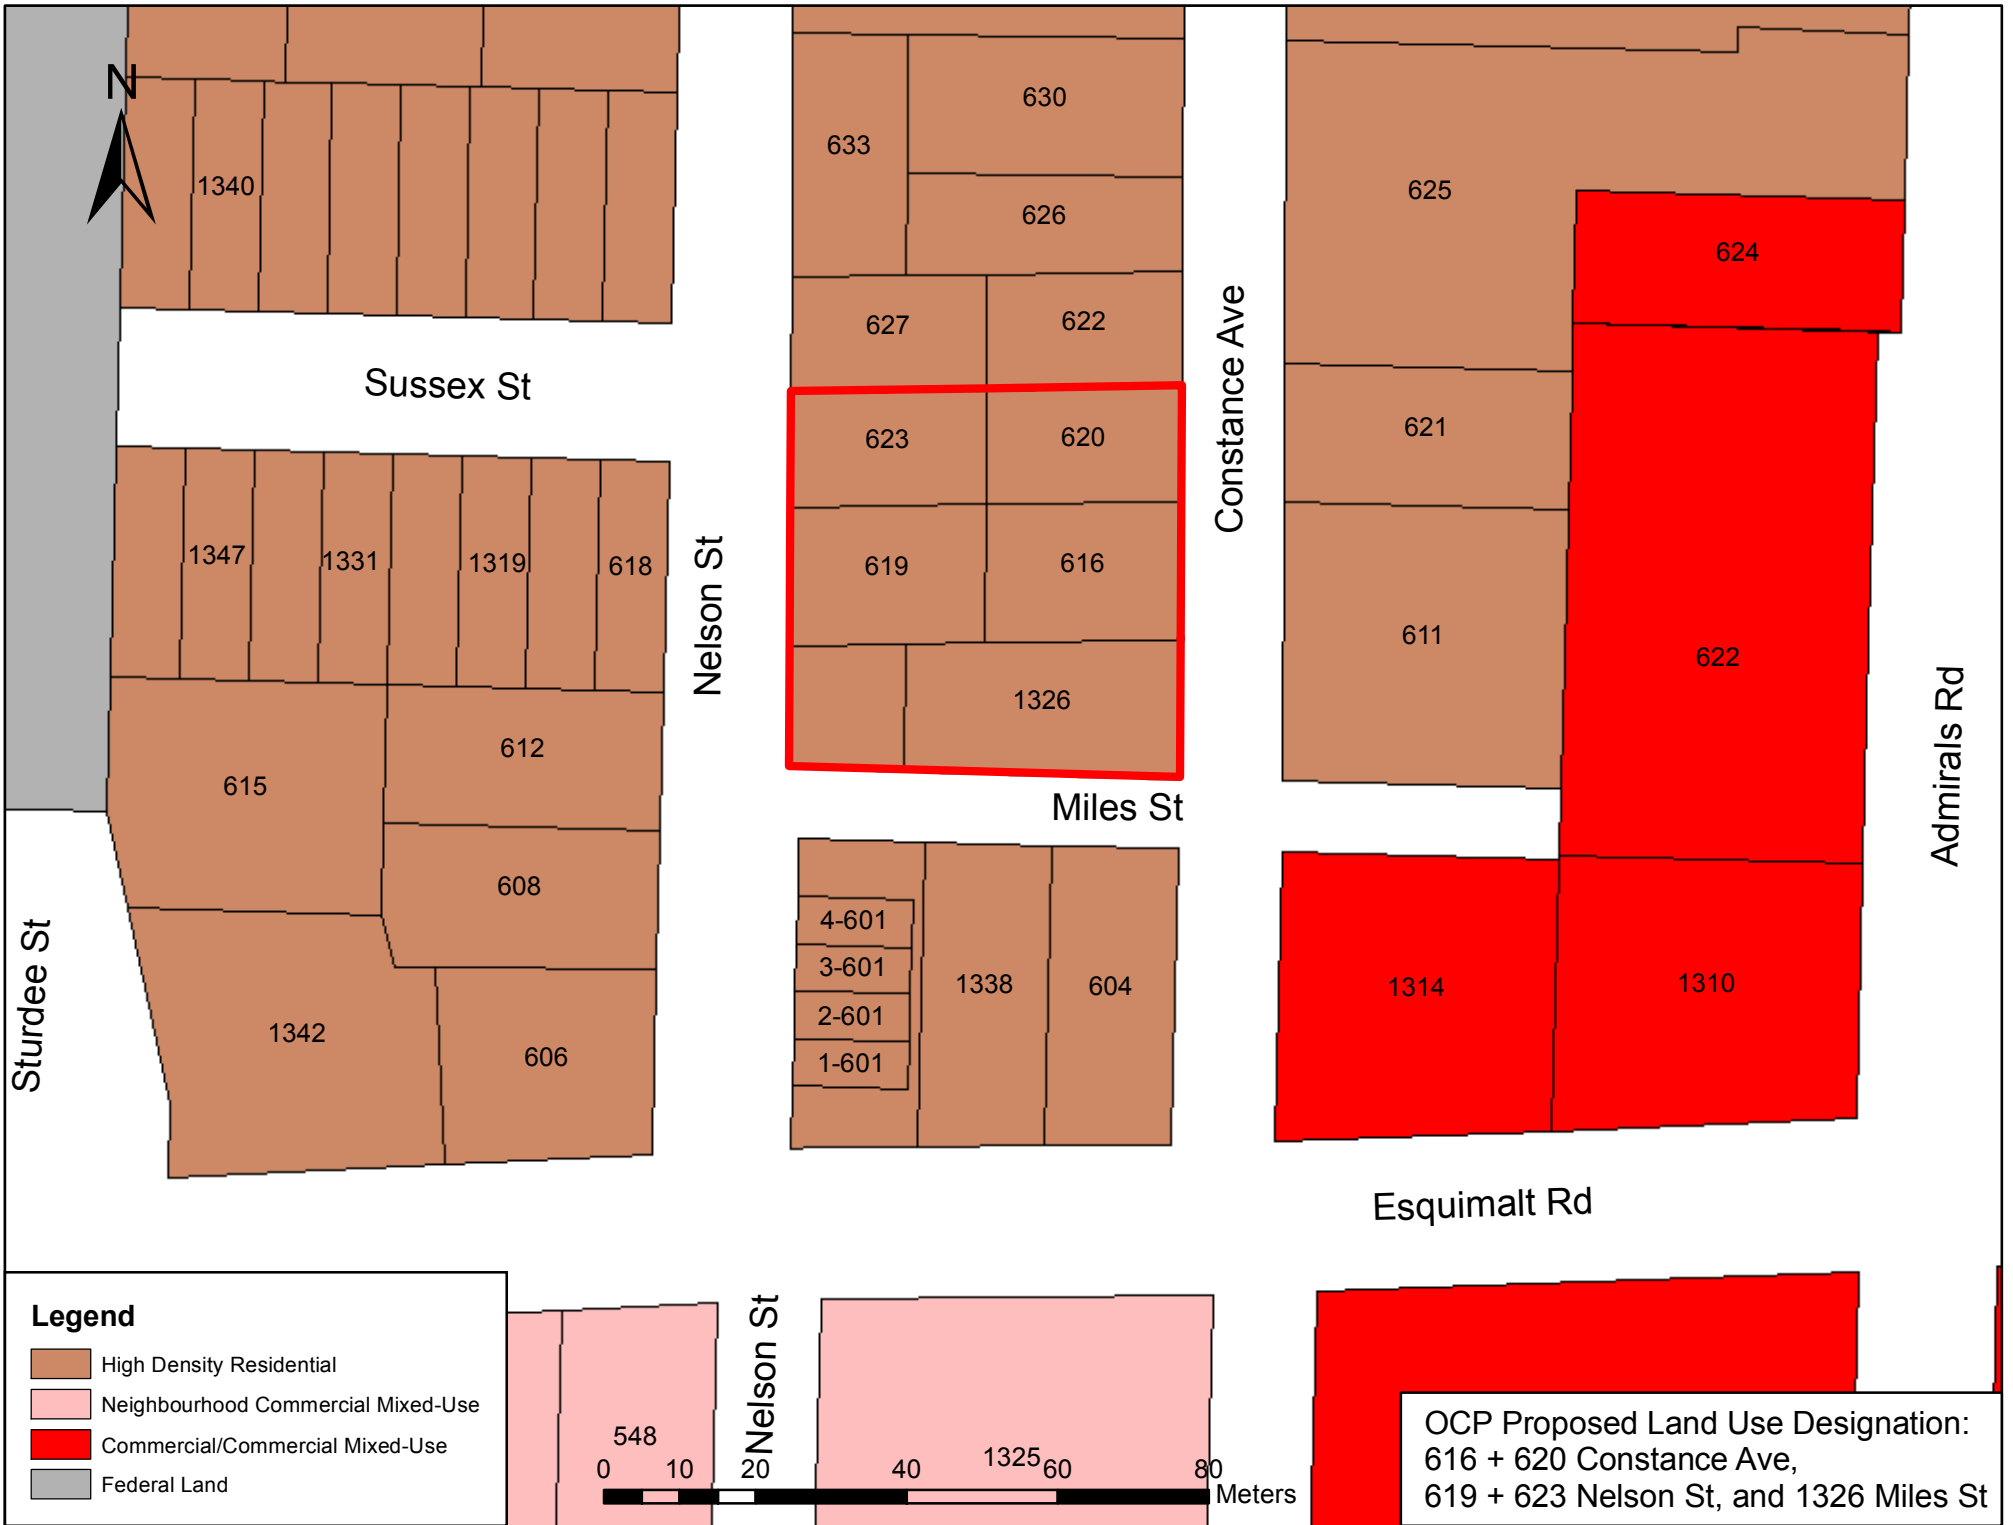 N
630
633
1340
625
626
624
627
622
Sussex St
Constance Ave
623
620
621
1347
1331
1319
618
Nelson St
619
616
611
622
1326
612
615
Miles St
Admirals Rd
608
4-601
3-601
2-601
1-601
1338
604
1314
1310
Sturdee St
1342
606
Esquimalt Rd
Legend
High Density Residential
Neighbourhood Commercial Mixed-Use
Commercial/Commercial Mixed-Use
Federal Land
Nelson St
548
1325
0 10 20 40 60 80
Meters
OCP Proposed Land Use Designation:
616 + 620 Constance Ave,
619 + 623 Nelson St, and 1326 Miles St